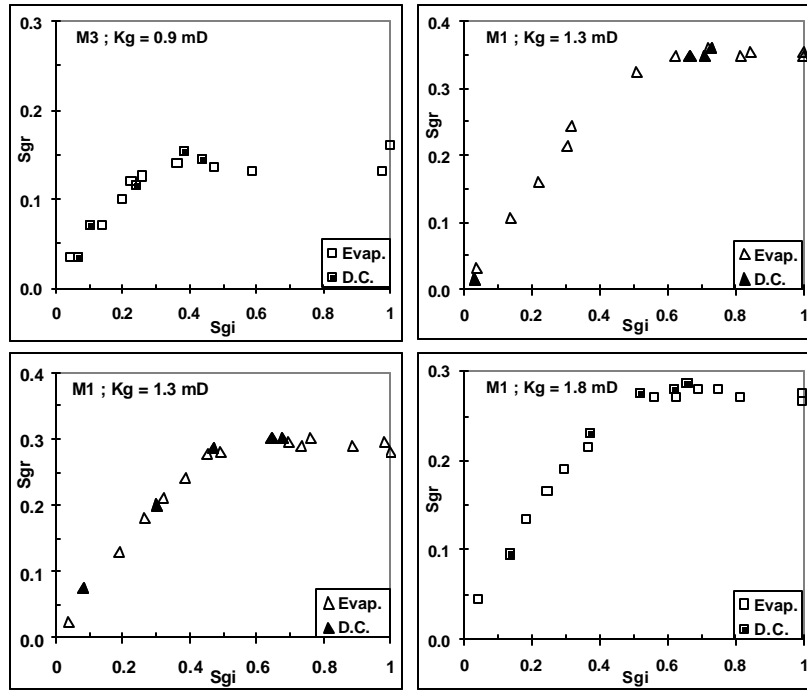 M3 ; Kg = 0.9 mD
0.3
0.2
0.1
0.0
Sgr
0
0.2
0.4
0.6
0.8
1
Sgi
Evap.
D.C.
M1 ; Kg = 1.3 mD
0.4
0.3
0.2
0.1
0.0
Sgr
0
0.2
0.4
0.6
0.8
1
Sgi
Evap.
D.C.
M1 ; Kg = 1.3 mD
0.4
0.3
0.2
0.1
0.0
Sgr
0
0.2
0.4
0.6
0.8
1
Sgi
Evap.
D.C.
M1 ; Kg = 1.8 mD
0.3
0.2
0.1
0.0
Sgr
0
0.2
0.4
0.6
0.8
1
Sgi
Evap.
D.C.